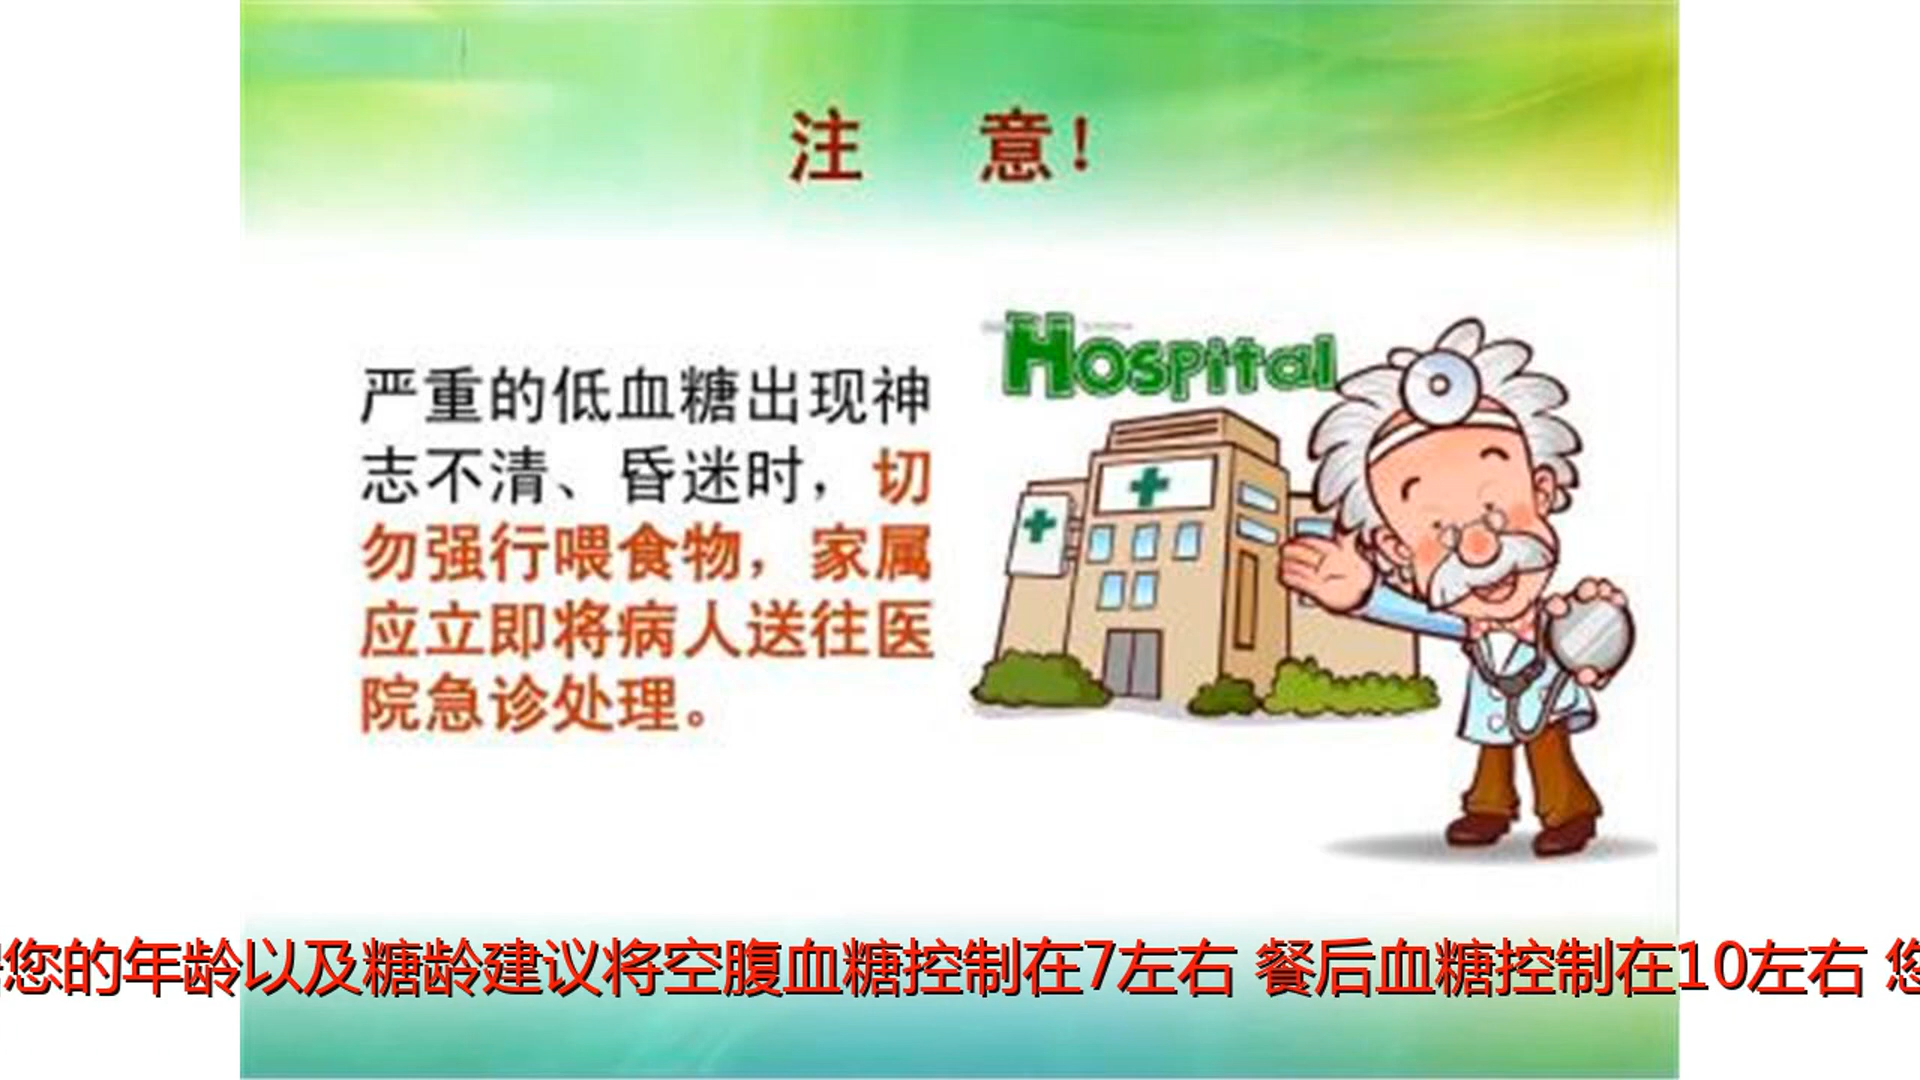 注 意!
Hospital
严重的低血糖出现神
志不清、昏迷时，切
勿强行喂食物，家属
应立即将病人送往医
院急诊处理。
您的年龄以及糖龄建议将空腹血糖控制在7左右 餐后血糖控制在10左右 您